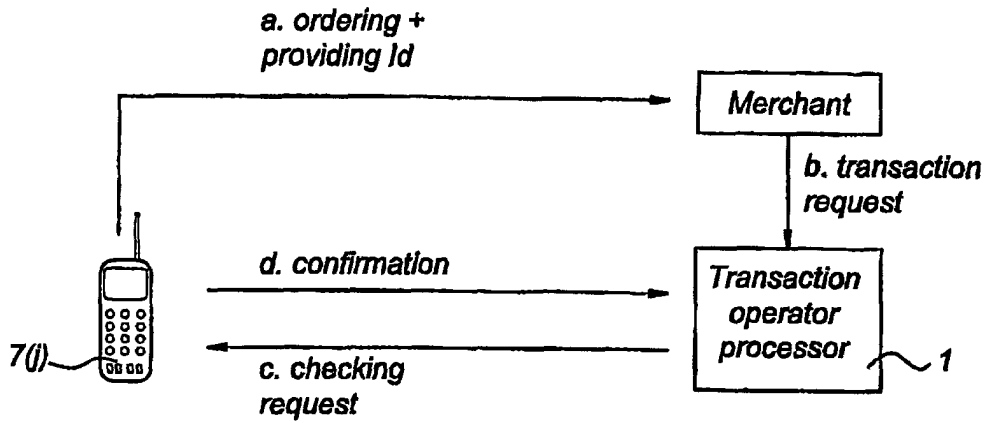 a. ordering +
providing Id
Merchant
b. transaction
request
d. confirmation
Transaction
operator
processor
7(j)
1
c. checking
request